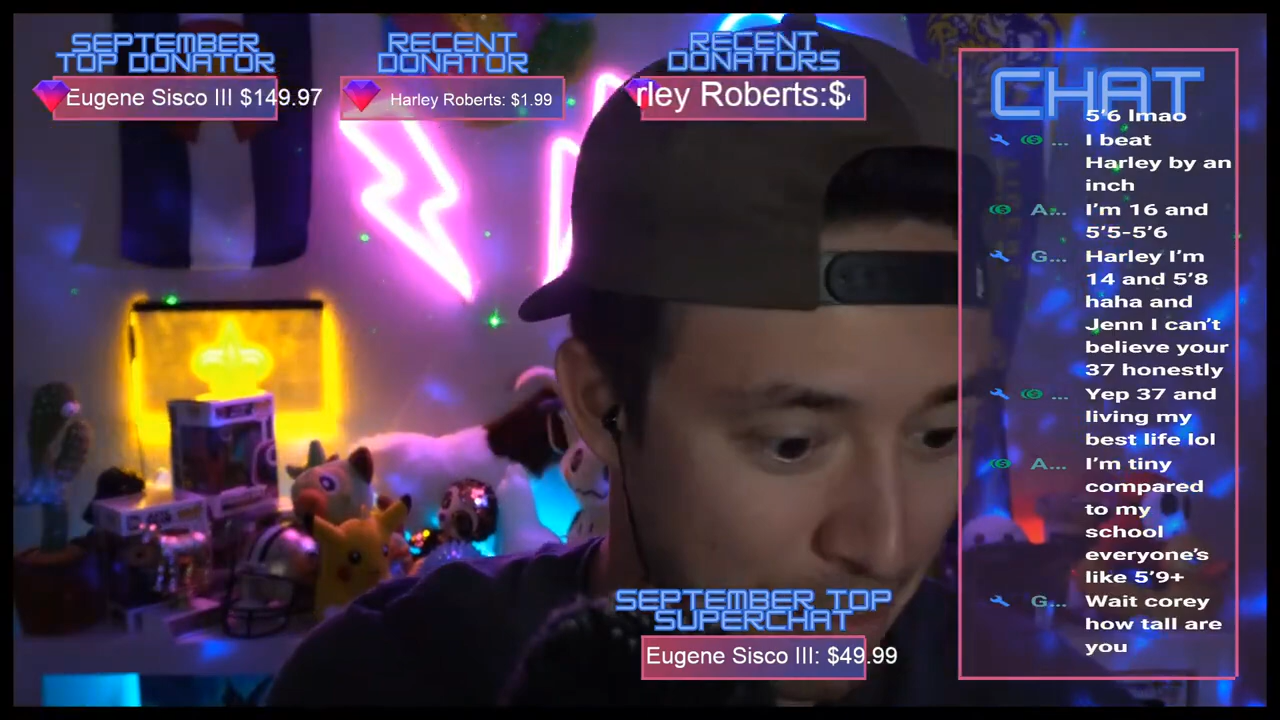 SEPTEMBER
TOP DONATOR
Eugene Sisco III $149.97
RECENT
DONATOR
Harley Roberts: $1.99
RECENT
DONATORS
rley Roberts:$
CHAT
5'6 lmao
... I beat
Harley by an
inch
A... I'm 16 and
5'5-5'6
G... Harley I'm
14 and 5'8
haha and
Jenn I can't
believe your
37 honestly
... Yep 37 and
living my
best life lol
A... I'm tiny
compared
to my
school
everyone's
like 5'9+
G... Wait corey
how tall are
you
SEPTEMBER TOP
SUPERCHAT
Eugene Sisco III: $49.99